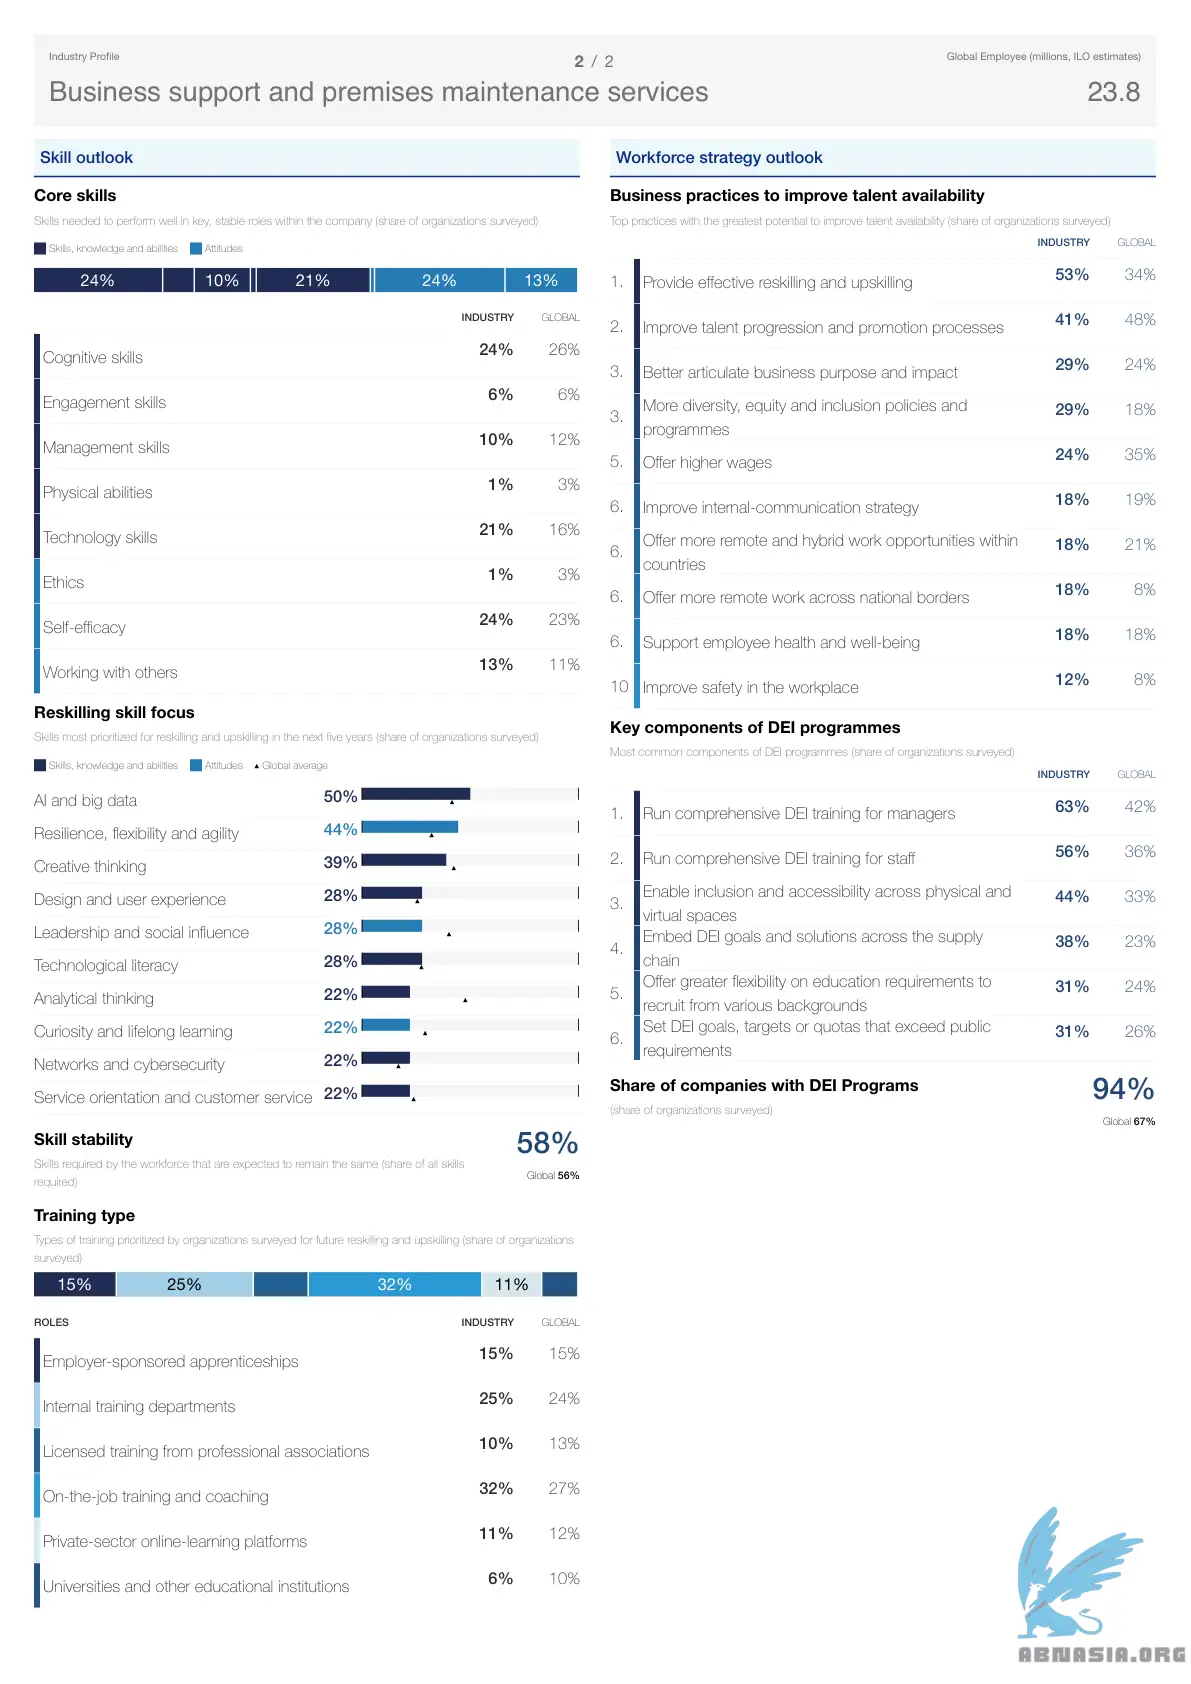 Industry Profile
2 / 2
Global Employee (millions, ILO estimates)
Business support and premises maintenance services
23.8
Skill outlook
Core skills
Skills needed to perform well in key, stable roles within the company (share of organizations surveyed)
Skills, knowledge and abilities Attitudes
24% 10% 21% 24% 13%
INDUSTRY GLOBAL
Cognitive skills 24% 26%
Engagement skills 6% 6%
Management skills 10% 12%
Physical abilities 1% 3%
Technology skills 21% 16%
Ethics 1% 3%
Self-efficacy 24% 23%
Working with others 13% 11%
Reskilling skill focus
Skills most prioritized for reskilling and upskilling in the next five years (share of organizations surveyed)
Skills, knowledge and abilities Attitudes Global average
AI and big data 50%
Resilience, flexibility and agility 44%
Creative thinking 39%
Design and user experience 28%
Leadership and social influence 28%
Technological literacy 28%
Analytical thinking 22%
Curiosity and lifelong learning 22%
Networks and cybersecurity 22%
Service orientation and customer service 22%
Skill stability 58%
Skills required by the workforce that are expected to remain the same (share of all skills
required)
Global 56%
Training type
Types of training prioritized by organizations surveyed for future reskilling and upskilling (share of organizations
surveyed)
15% 25% 32% 11%
ROLES INDUSTRY GLOBAL
Employer-sponsored apprenticeships 15% 15%
Internal training departments 25% 24%
Licensed training from professional associations 10% 13%
On-the-job training and coaching 32% 27%
Private-sector online-learning platforms 11% 12%
Universities and other educational institutions 6% 10%
Workforce strategy outlook
Business practices to improve talent availability
Top practices with the greatest potential to improve talent availability (share of organizations surveyed)
INDUSTRY GLOBAL
1. Provide effective reskilling and upskilling 53% 34%
2. Improve talent progression and promotion processes 41% 48%
3. Better articulate business purpose and impact 29% 24%
3. More diversity, equity and inclusion policies and 29% 18%
programmes
5. Offer higher wages 24% 35%
6. Improve internal-communication strategy 18% 19%
6. Offer more remote and hybrid work opportunities within 18% 21%
countries
6. Offer more remote work across national borders 18% 8%
6. Support employee health and well-being 18% 18%
10 Improve safety in the workplace 12% 8%
Key components of DEI programmes
Most common components of DEI programmes (share of organizations surveyed)
INDUSTRY GLOBAL
1. Run comprehensive DEI training for managers 63% 42%
2. Run comprehensive DEI training for staff 56% 36%
3. Enable inclusion and accessibility across physical and 44% 33%
virtual spaces
4. Embed DEI goals and solutions across the supply 38% 23%
chain
5. Offer greater flexibility on education requirements to 31% 24%
recruit from various backgrounds
6. Set DEI goals, targets or quotas that exceed public 31% 26%
requirements
Share of companies with DEI Programs 94%
(share of organizations surveyed)
Global 67%
ABNASIA.ORG